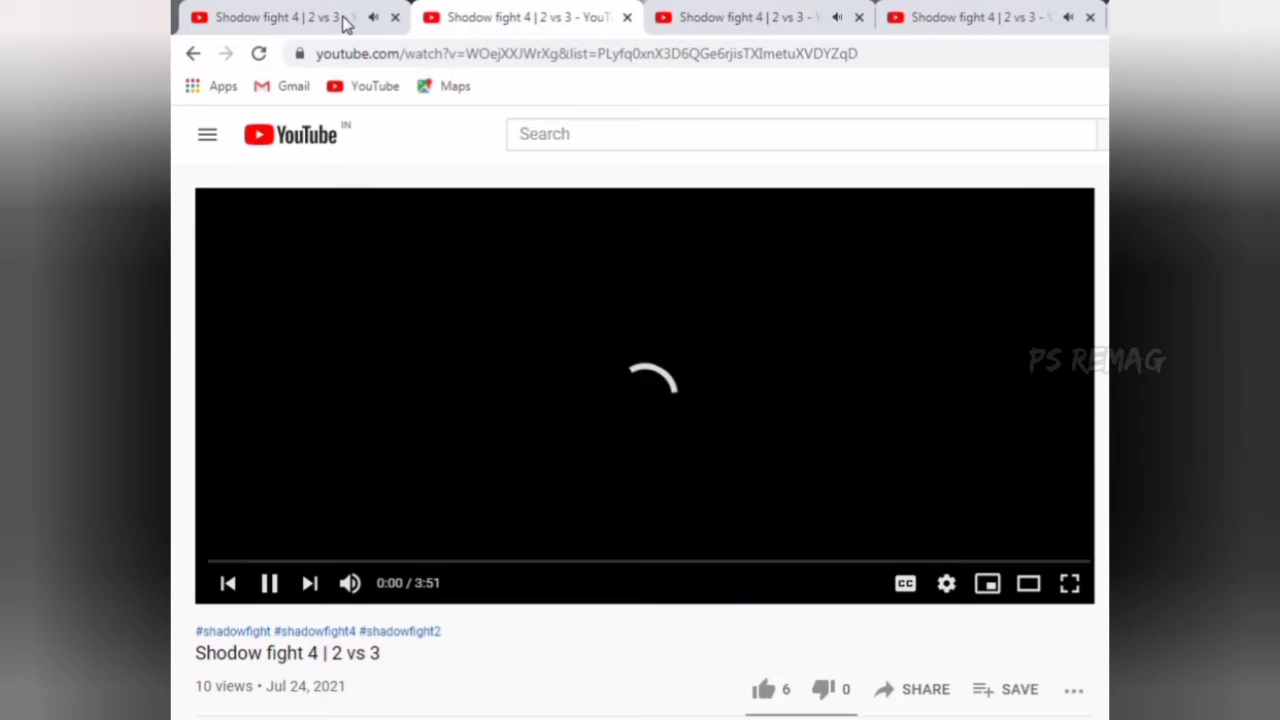 Shodow fight 4 | 2 vs 3
Shodow fight 4 | 2 vs 3 - YouT
Shodow fight 4 | 2 vs 3 -
Shodow fight 4 | 2 vs 3 -
youtube.com/watch?v=WOejXXJWrXg&list=PLyfq0xnX3D6QGe6rjisTXImetuXVDYZqD
Apps Gmail YouTube Maps
YouTube IN
Search
PS REMAG
0:00 / 3:51
CC
#shadowfight #shadowfight4 #shadowfight2
Shodow fight 4 | 2 vs 3
10 views • Jul 24, 2021
6 0 SHARE SAVE